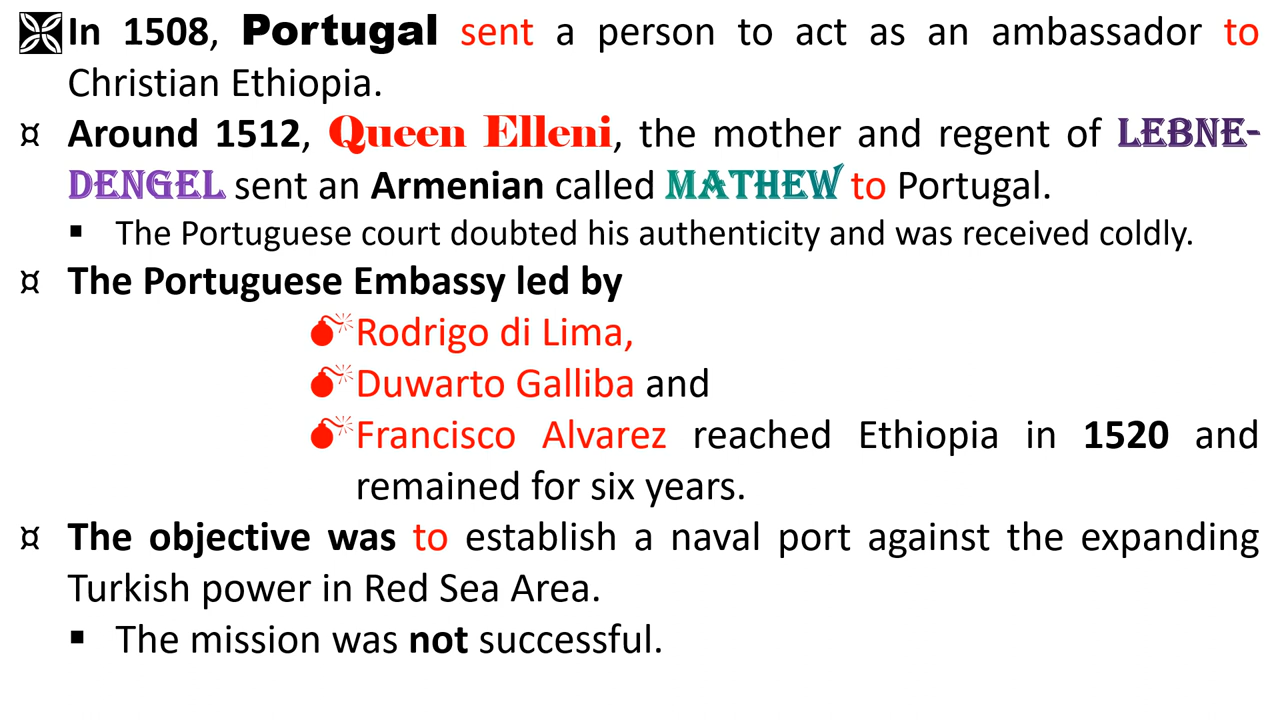 In 1508, Portugal sent a person to act as an ambassador to
Christian Ethiopia.
¤ Around 1512, Queen Elleni, the mother and regent of LEBNE-
DENGEL sent an Armenian called MATHEW to Portugal.
▪ The Portuguese court doubted his authenticity and was received coldly.
¤ The Portuguese Embassy led by
💣Rodrigo di Lima,
💣Duwarto Galliba and
💣Francisco Alvarez reached Ethiopia in 1520 and
remained for six years.
¤ The objective was to establish a naval port against the expanding
Turkish power in Red Sea Area.
▪ The mission was not successful.